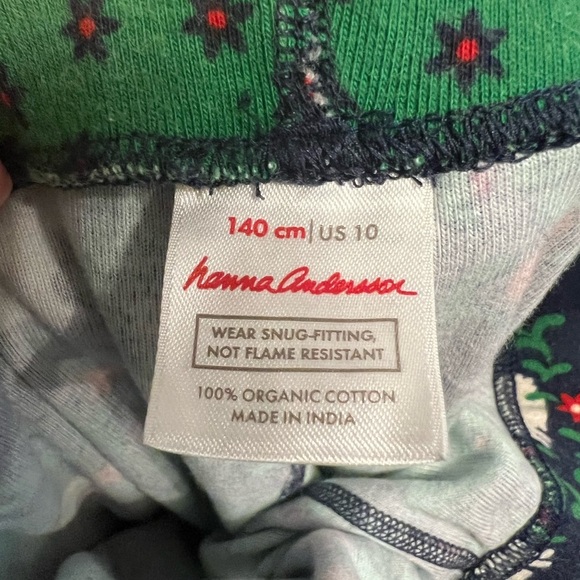 140 cm | US 10
hanna Andersson
WEAR SNUG-FITTING,
NOT FLAME RESISTANT
100% ORGANIC COTTON
MADE IN INDIA